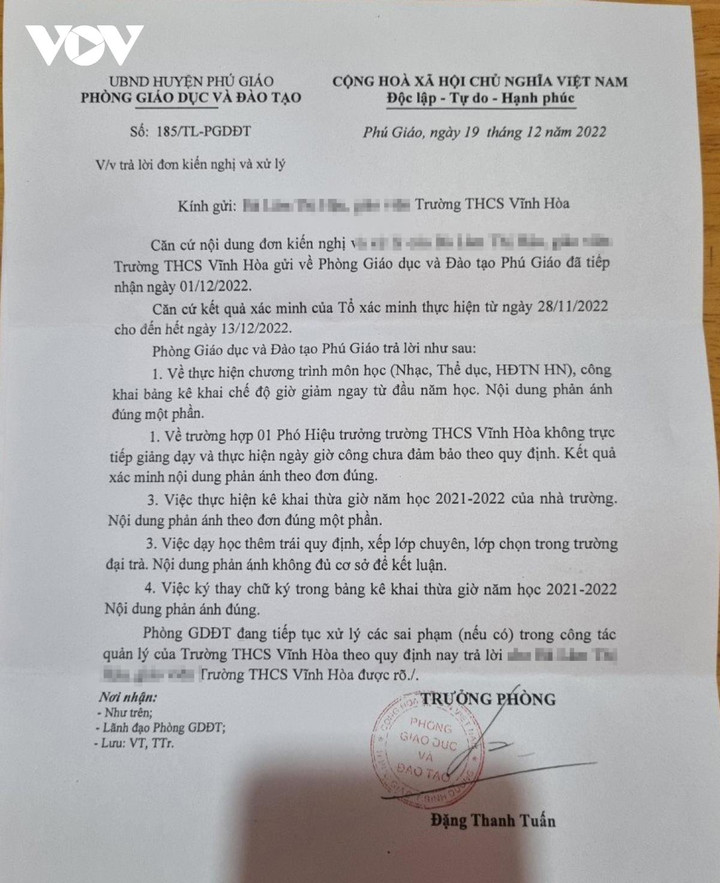 VOV
UBND HUYỆN PHÚ GIÁO
PHÒNG GIÁO DỤC VÀ ĐÀO TẠO
CỘNG HOÀ XÃ HỘI CHỦ NGHĨA VIỆT NAM
Độc lập - Tự do - Hạnh phúc
Số: 185/TL-PGDĐT
Phú Giáo, ngày 19 tháng 12 năm 2022
V/v trả lời đơn kiến nghị và xử lý
Kính gửi: Trường THCS Vĩnh Hòa
Căn cứ nội dung đơn kiến nghị
Trường THCS Vĩnh Hòa gửi về Phòng Giáo dục và Đào tạo Phú Giáo đã tiếp
nhận ngày 01/12/2022.
Căn cứ kết quả xác minh của Tổ xác minh thực hiện từ ngày 28/11/2022
cho đến hết ngày 13/12/2022.
Phòng Giáo dục và Đào tạo Phú Giáo trả lời như sau:
1. Về thực hiện chương trình môn học (Nhạc, Thể dục, HĐTN HN), công
khai bảng kê khai chế độ giờ giảm ngay từ đầu năm học. Nội dung phản ánh
đúng một phần.
1. Về trường hợp 01 Phó Hiệu trưởng trường THCS Vĩnh Hòa không trực
tiếp giảng dạy và thực hiện ngày giờ công chưa đảm bảo theo quy định. Kết quả
xác minh nội dung phản ánh theo đơn đúng.
3. Việc thực hiện kê khai thừa giờ năm học 2021-2022 của nhà trường.
Nội dung phản ánh theo đơn đúng một phần.
3. Việc dạy học thêm trái quy định, xếp lớp chuyên, lớp chọn trong trường
đại trà. Nội dung phản ánh không đủ cơ sở để kết luận.
4. Việc ký thay chữ ký trong bảng kê khai thừa giờ năm học 2021-2022
Nội dung phản ánh đúng.
Phòng GDĐT đang tiếp tục xử lý các sai phạm (nếu có) trong công tác
quản lý của Trường THCS Vĩnh Hòa theo quy định nay trả lời
Trường THCS Vĩnh Hòa được rõ./.
Nơi nhận:
- Như trên;
- Lãnh đạo Phòng GDĐT;
- Lưu: VT, TTr.
TRƯỞNG PHÒNG
PHÒNG
GIÁO DỤC
VÀ
ĐÀO TẠO
Đặng Thanh Tuấn